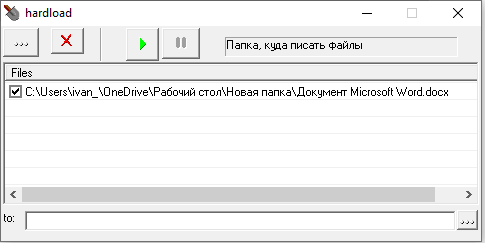 hardload
...
Папка, куда писать файлы
Files
C:\Users\ivan_\OneDrive\Рабочий стол\Новая папка\Документ Microsoft Word.docx
to:
...